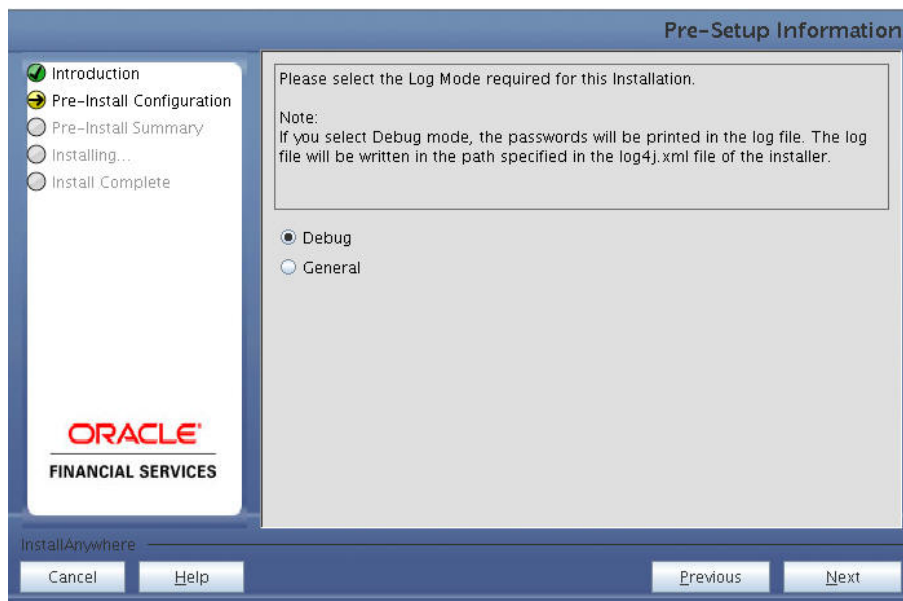 Pre-Setup Information
Introduction
Pre-Install Configuration
Pre-Install Summary
Installing...
Install Complete
Please select the Log Mode required for this Installation.
Note:
If you select Debug mode, the passwords will be printed in the log file. The log
file will be written in the path specified in the log4j.xml file of the installer.
Debug
General
ORACLE'
FINANCIAL SERVICES
InstallAnywhere
Cancel
Help
Previous
Next